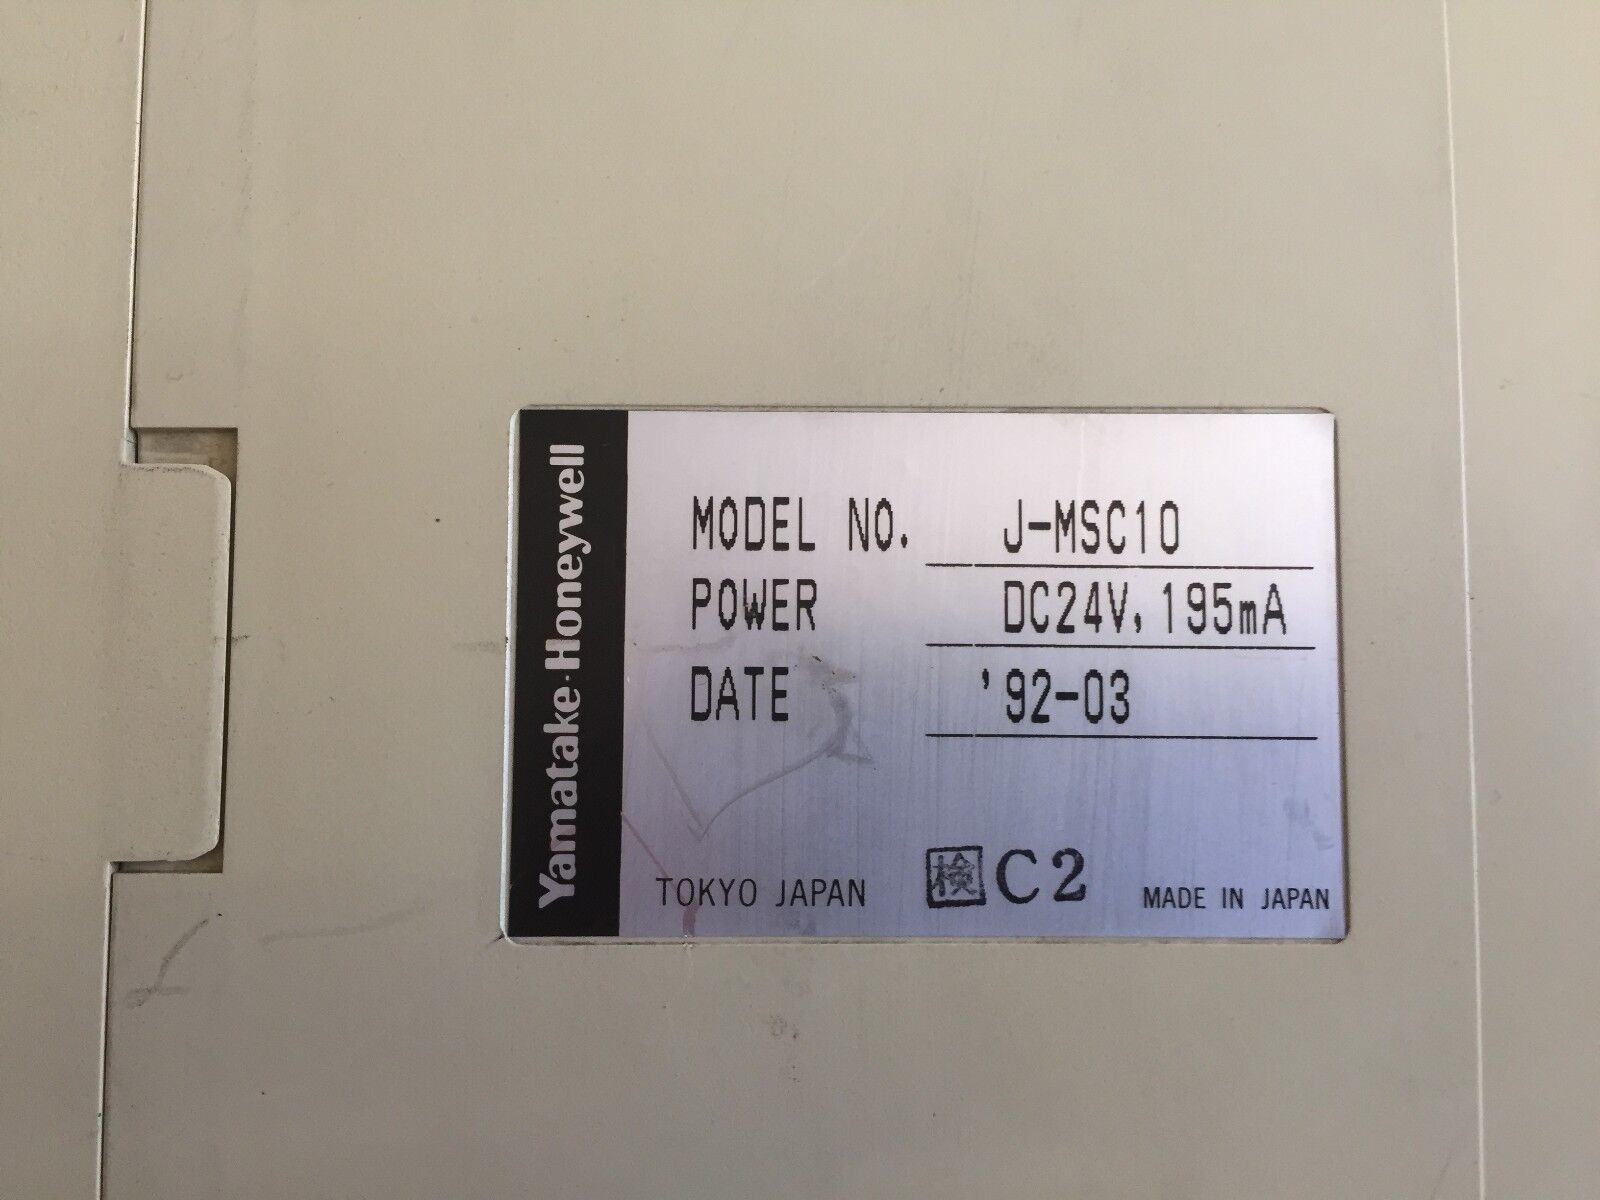 Yamatake·Honeywell
MODEL NO. J-MSC10
POWER DC24V, 195mA
DATE '92-03
TOKYO JAPAN 検 C2 MADE IN JAPAN